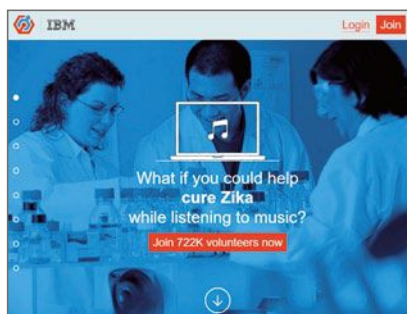 IBM
Login Join
What if you could help
cure Zika
while listening to music?
Join 722K volunteers now